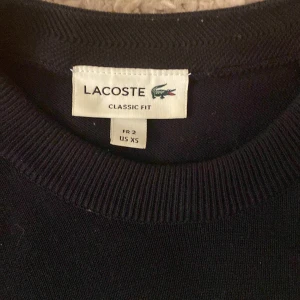 LACOSTE
CLASSIC FIT
FR 2
US XS